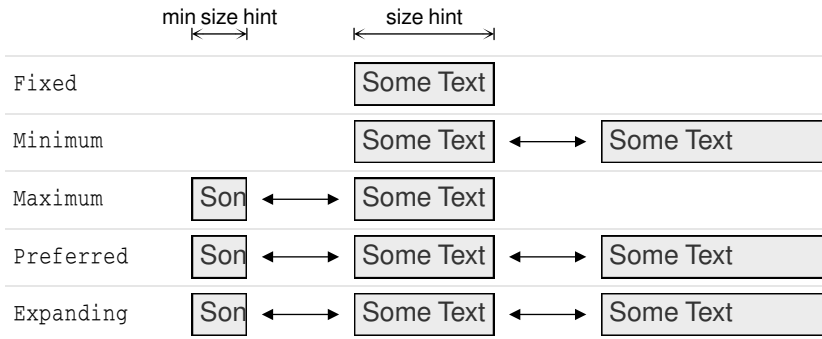 min size hint size hint
Fixed Some Text
Minimum Some Text Some Text
Maximum Son Some Text
Preferred Son Some Text Some Text
Expanding Son Some Text Some Text